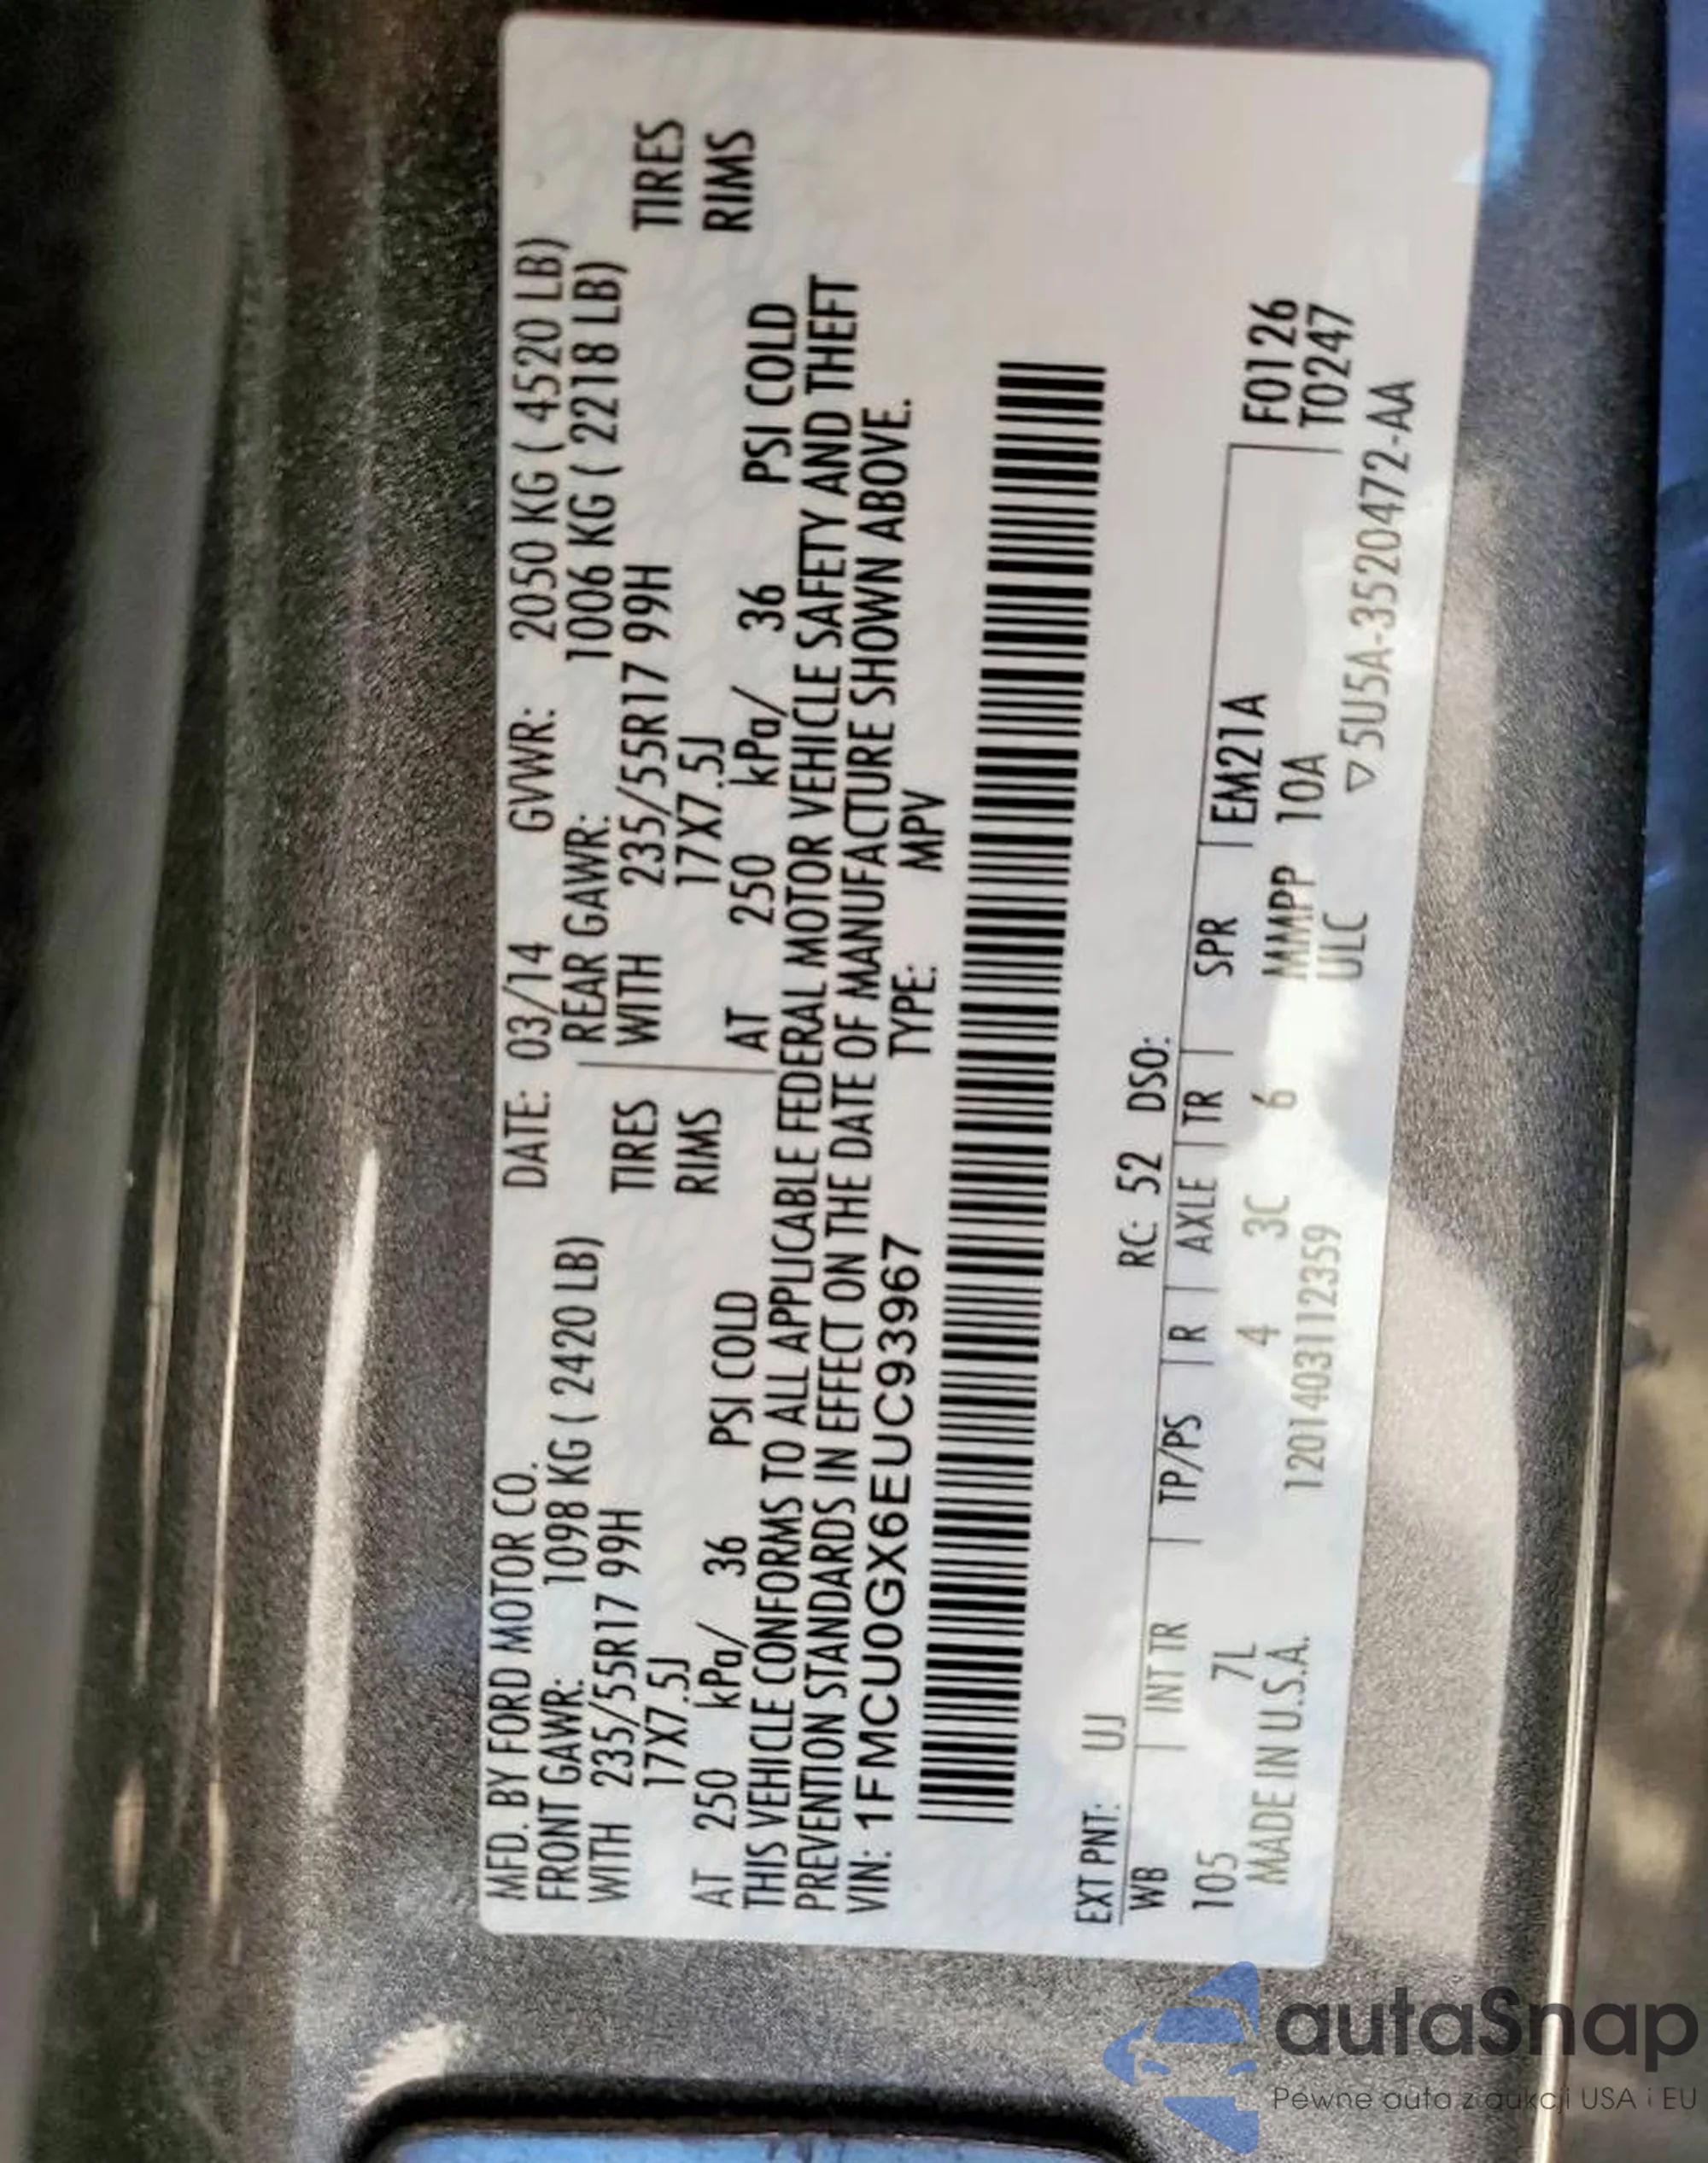 MFD. BY FORD MOTOR CO. DATE: 03/14 GVWR: 2050 KG ( 4520 LB)
FRONT GAWR: 1098 KG ( 2420 LB) REAR GAWR: 1006 KG ( 2218 LB)
WITH 235/55R17 99H TIRES WITH 235/55R17 99H TIRES
17X7.5J RIMS 17X7.5J RIMS
AT 250 kPa/ 36 PSI COLD AT 250 kPa/ 36 PSI COLD
THIS VEHICLE CONFORMS TO ALL APPLICABLE FEDERAL MOTOR VEHICLE SAFETY AND THEFT
PREVENTION STANDARDS IN EFFECT ON THE DATE OF MANUFACTURE SHOWN ABOVE.
VIN: 1FMCU0GX6EUC93967 TYPE: MPV
EXT PNT: UJ RC: 52 DSO:
WB INT TR TP/PS R AXLE TR SPR EM21A F0126
105 7L 4 3C 6 MMPP 10A T0247
MADE IN U.S.A. 1201403112359 ULC ▽5U5A-3520472-AA
autaSnap
Pewne auta z aukcji USA i EU